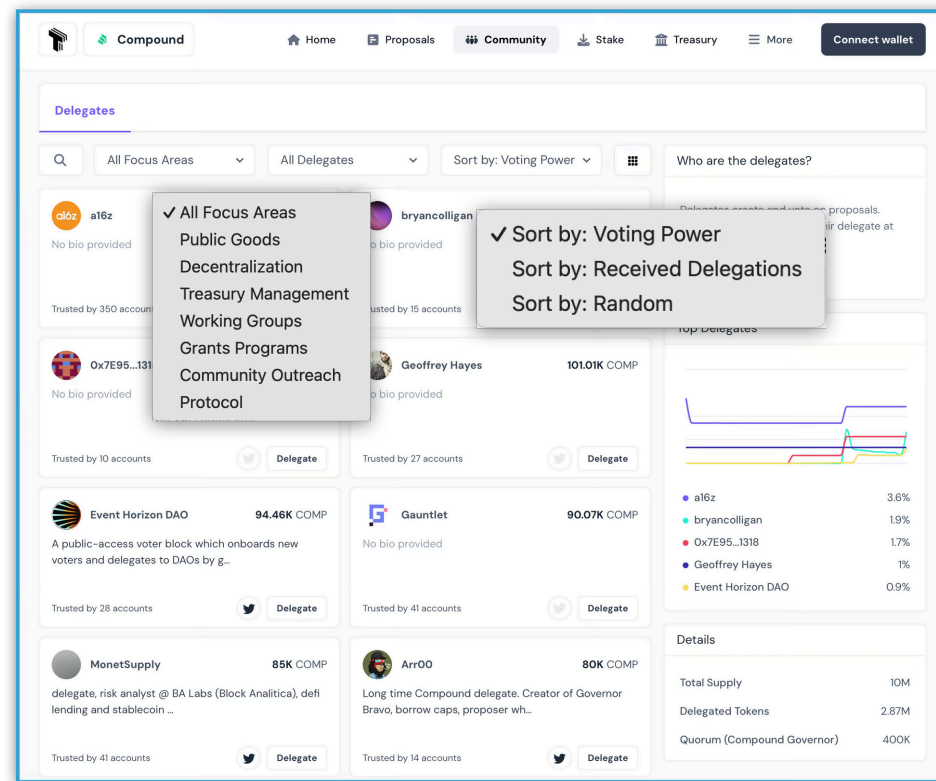 Compound
Home
Proposals
Community
Stake
Treasury
More
Connect wallet
Delegates
All Focus Areas
All Delegates
Sort by: Voting Power
a16z
a16z
No bio provided
Trusted by 350
✓ All Focus Areas
Public Goods
Decentralization
Treasury Management
Working Groups
Grants Programs
Community Outreach
Protocol
bryancolligan
bio provided
Trusted by 15 accounts
✓ Sort by: Voting Power
Sort by: Received Delegations
Sort by: Random
0x7E95...131
No bio provided
Trusted by 10 accounts
Delegate
Geoffrey Hayes
101.01K COMP
bio provided
Trusted by 27 accounts
Delegate
Event Horizon DAO
94.46K COMP
A public-access voter block which onboards new
voters and delegates to DAOs by g...
Trusted by 28 accounts
Delegate
Gauntlet
90.07K COMP
No bio provided
Trusted by 41 accounts
Delegate
MonetSupply
85K COMP
delegate, risk analyst @ BA Labs (Block Analitica), defi
lending and stablecoin ...
Trusted by 41 accounts
Delegate
Arr00
80K COMP
Long time Compound delegate. Creator of Governor
Bravo, borrow caps, proposer wh...
Trusted by 14 accounts
Delegate
Who are the delegates?
Delegates create and vote on proposals.
delegate at
Top Delegates
a16z 3.6%
bryancolligan 1.9%
0x7E95...1318 1.7%
Geoffrey Hayes 1%
Event Horizon DAO 0.9%
Details
Total Supply 10M
Delegated Tokens 2.87M
Quorum (Compound Governor) 400K